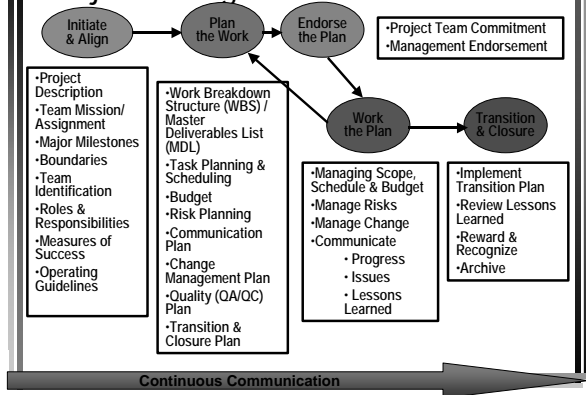 Initiate
& Align
Plan
the Work
Endorse
the Plan
•Project Team Commitment
•Management Endorsement
Work
the Plan
Transition
& Closure
•Project
Description
•Team Mission/
Assignment
•Major Milestones
•Boundaries
•Team
Identification
•Roles &
Responsibilities
•Measures of
Success
•Operating
Guidelines
•Work Breakdown
Structure (WBS) /
Master
Deliverables List
(MDL)
•Task Planning &
Scheduling
•Budget
•Risk Planning
•Communication
Plan
•Change
Management Plan
•Quality (QA/QC)
Plan
•Transition &
Closure Plan
•Managing Scope,
Schedule & Budget
•Manage Risks
•Manage Change
•Communicate
• Progress
• Issues
• Lessons
Learned
•Implement
Transition Plan
•Review Lessons
Learned
•Reward &
Recognize
•Archive
Continuous Communication